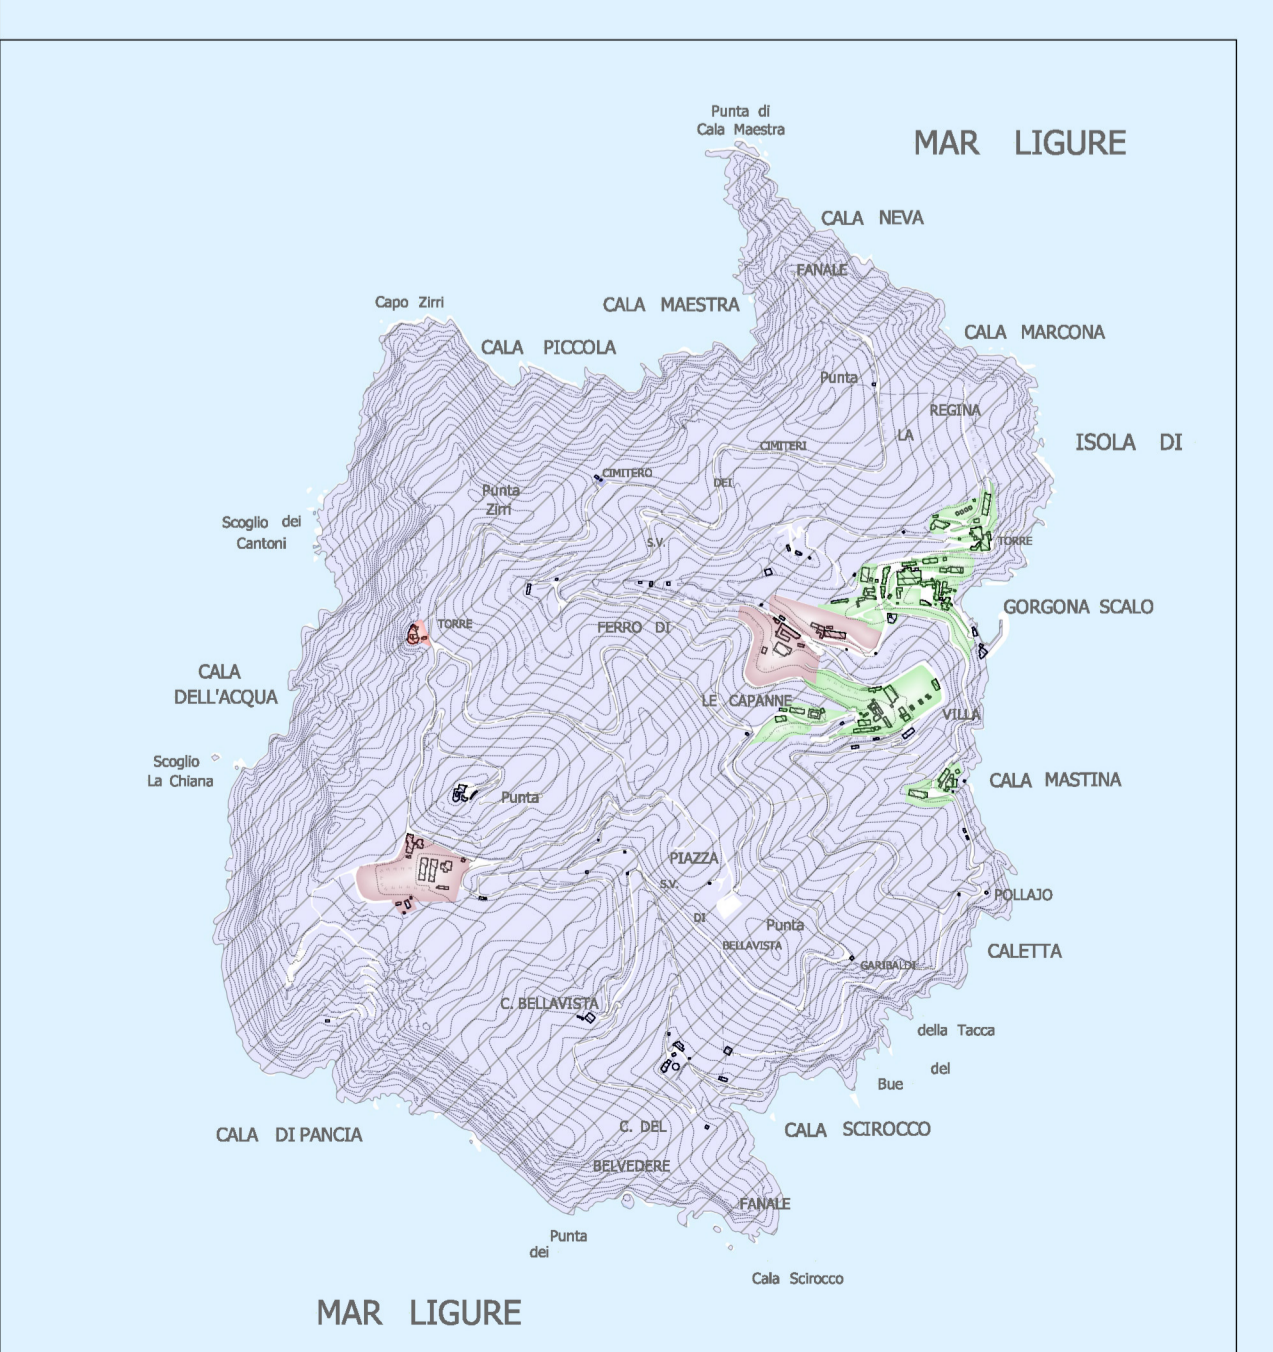 Punta di
Cala Maestra
MAR LIGURE
CALA NEVA
FANALE
Capo Zirri
CALA MAESTRA
CALA MARCONA
CALA PICCOLA
Punta
REGINA
LA
ISOLA DI
CIMITERI
CIMITERO
DEI
Punta
Zirri
Scoglio dei
Cantoni
S.V.
TORRE
GORGONA SCALO
TORRE
FERRO DI
CALA
DELL'ACQUA
LE CAPANNE
VILLA
Scoglio
La Chiana
CALA MASTINA
Punta
PIAZZA
S.V.
POLLAJO
DI
Punta
BELLAVISTA
CALETTA
GARIBALDI
C. BELLAVISTA
della Tacca
del
Bue
C. DEL
CALA SCIROCCO
CALA DI PANCIA
BELVEDERE
FANALE
Punta
dei
Cala Scirocco
MAR LIGURE